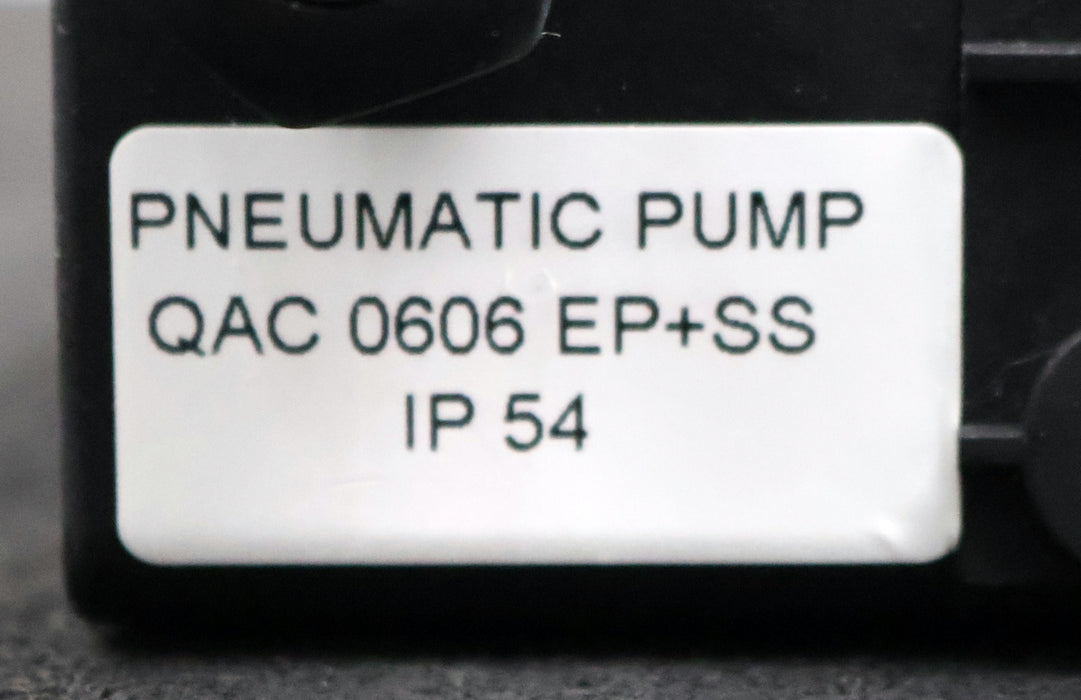 PNEUMATIC PUMP
QAC 0606 EP+SS
IP 54